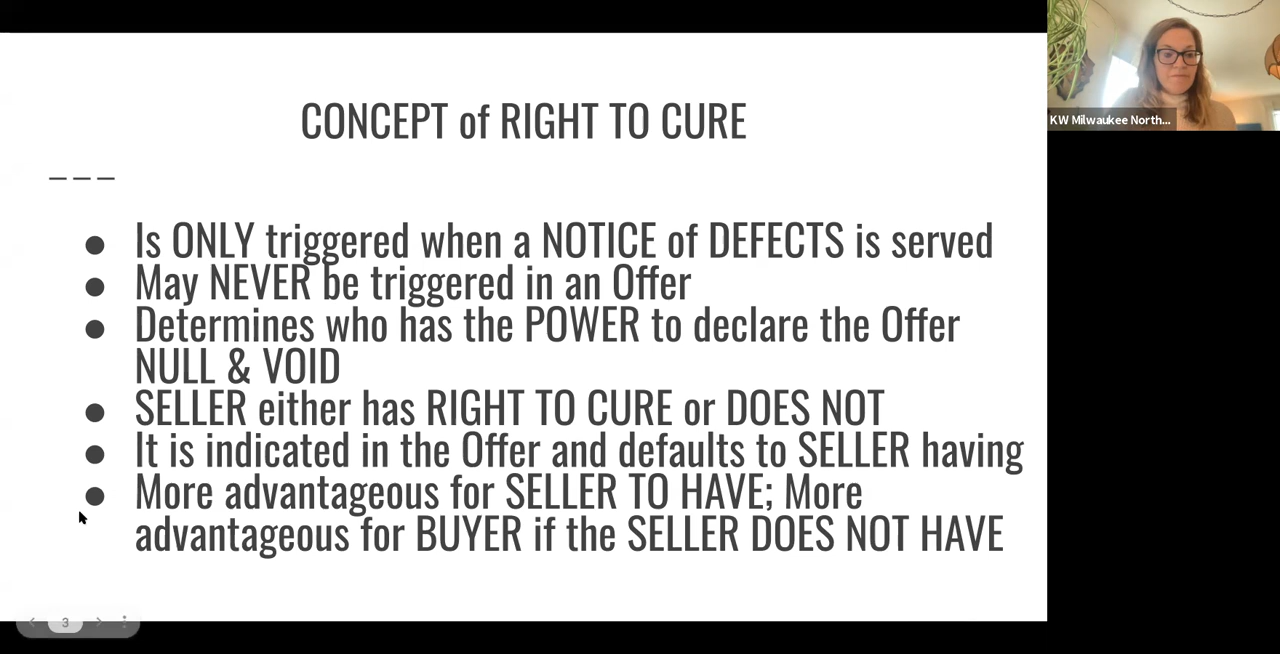 CONCEPT of RIGHT TO CURE
● Is ONLY triggered when a NOTICE of DEFECTS is served
● May NEVER be triggered in an Offer
● Determines who has the POWER to declare the Offer
NULL & VOID
● SELLER either has RIGHT TO CURE or DOES NOT
● It is indicated in the Offer and defaults to SELLER having
● More advantageous for SELLER TO HAVE; More
advantageous for BUYER if the SELLER DOES NOT HAVE
KW Milwaukee North...
3